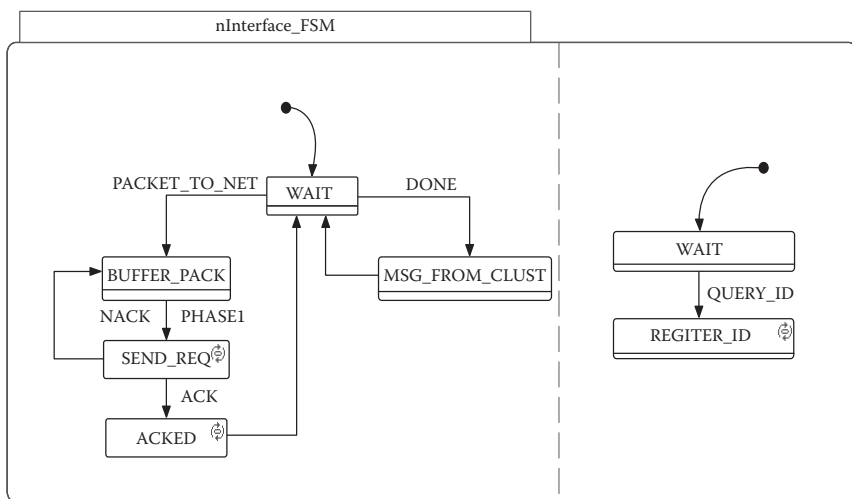 nInterface_FSM
PACKET_TO_NET
WAIT
DONE
BUFFER_PACK
MSG_FROM_CLUST
NACK
PHASE1
SEND_REQ
ACK
ACKED
WAIT
QUERY_ID
REGITER_ID